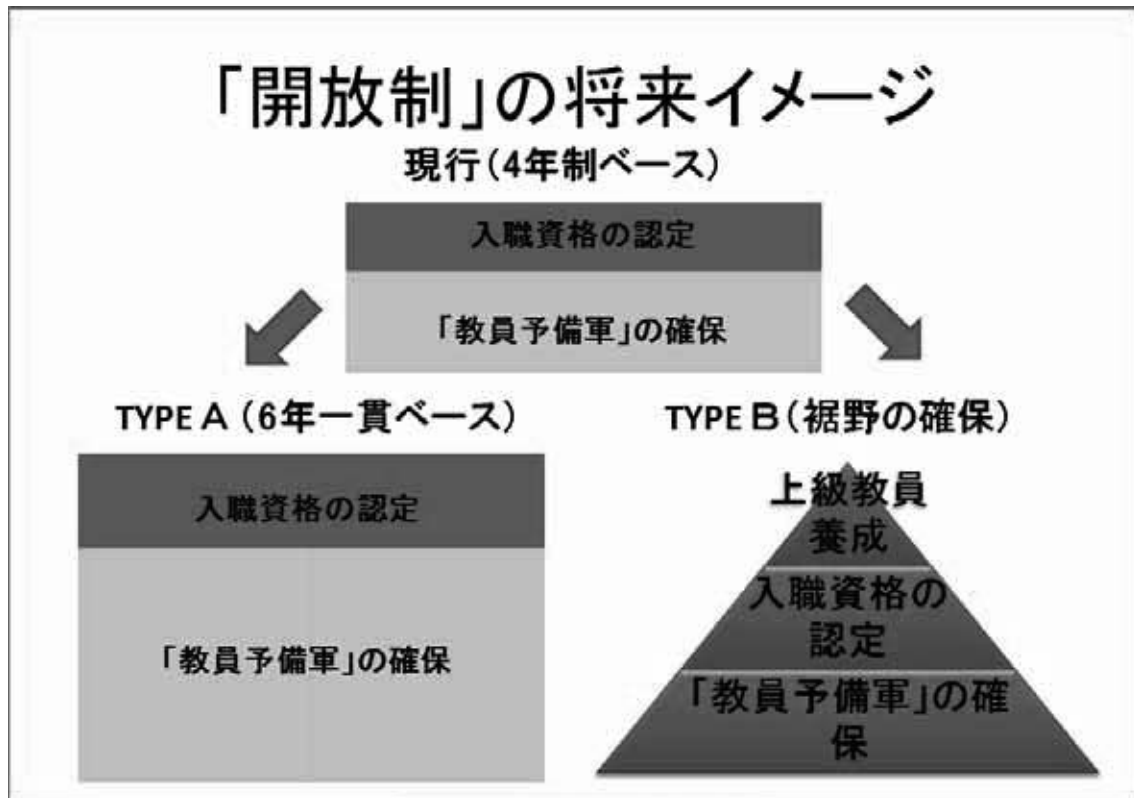 「開放制」の将来イメージ
現行（4年制ベース）
入職資格の認定
「教員予備軍」の確保
TYPE A（6年一貫ベース）
入職資格の認定
「教員予備軍」の確保
TYPE B（裾野の確保）
上級教員
養成
入職資格の
認定
「教員予備軍」の確
保